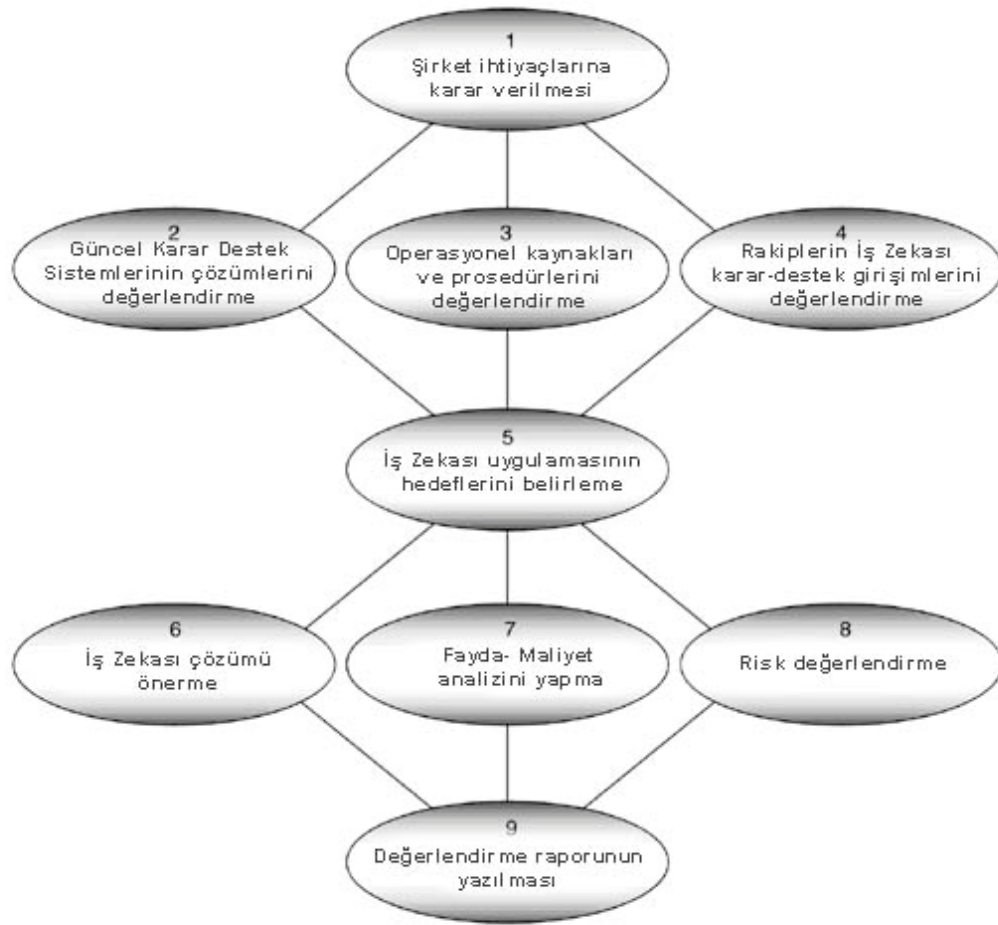 1
Şirket ihtiyaçlarına
karar verilmesi
2
Güncel Karar Destek
Sistemlerinin çözümlerini
değerlendirme
3
Operasyonel kaynakları
ve prosedürlerini
değerlendirme
4
Rakiplerin İş Zekası
karar-destek girişimlerini
değerlendirme
5
İş Zekası uygulamasının
hedeflerini belirleme
6
İş Zekası çözümü
önerme
7
Fayda- Maliyet
analizini yapma
8
Risk değerlendirme
9
Değerlendirme raporunun
yazılması